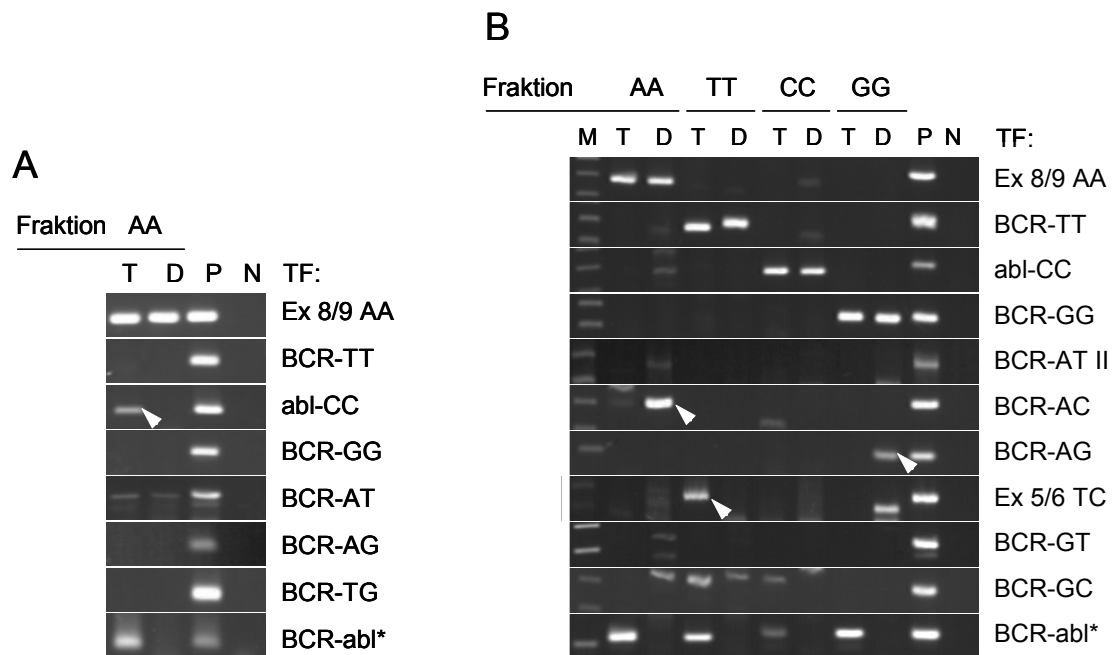 A
Fraktion AA
T D P N TF:
Ex 8/9 AA
BCR-TT
abl-CC
BCR-GG
BCR-AT
BCR-AG
BCR-TG
BCR-abl*
B
Fraktion AA TT CC GG
M T D T D T D T D P N TF:
Ex 8/9 AA
BCR-TT
abl-CC
BCR-GG
BCR-AT II
BCR-AC
BCR-AG
Ex 5/6 TC
BCR-GT
BCR-GC
BCR-abl*